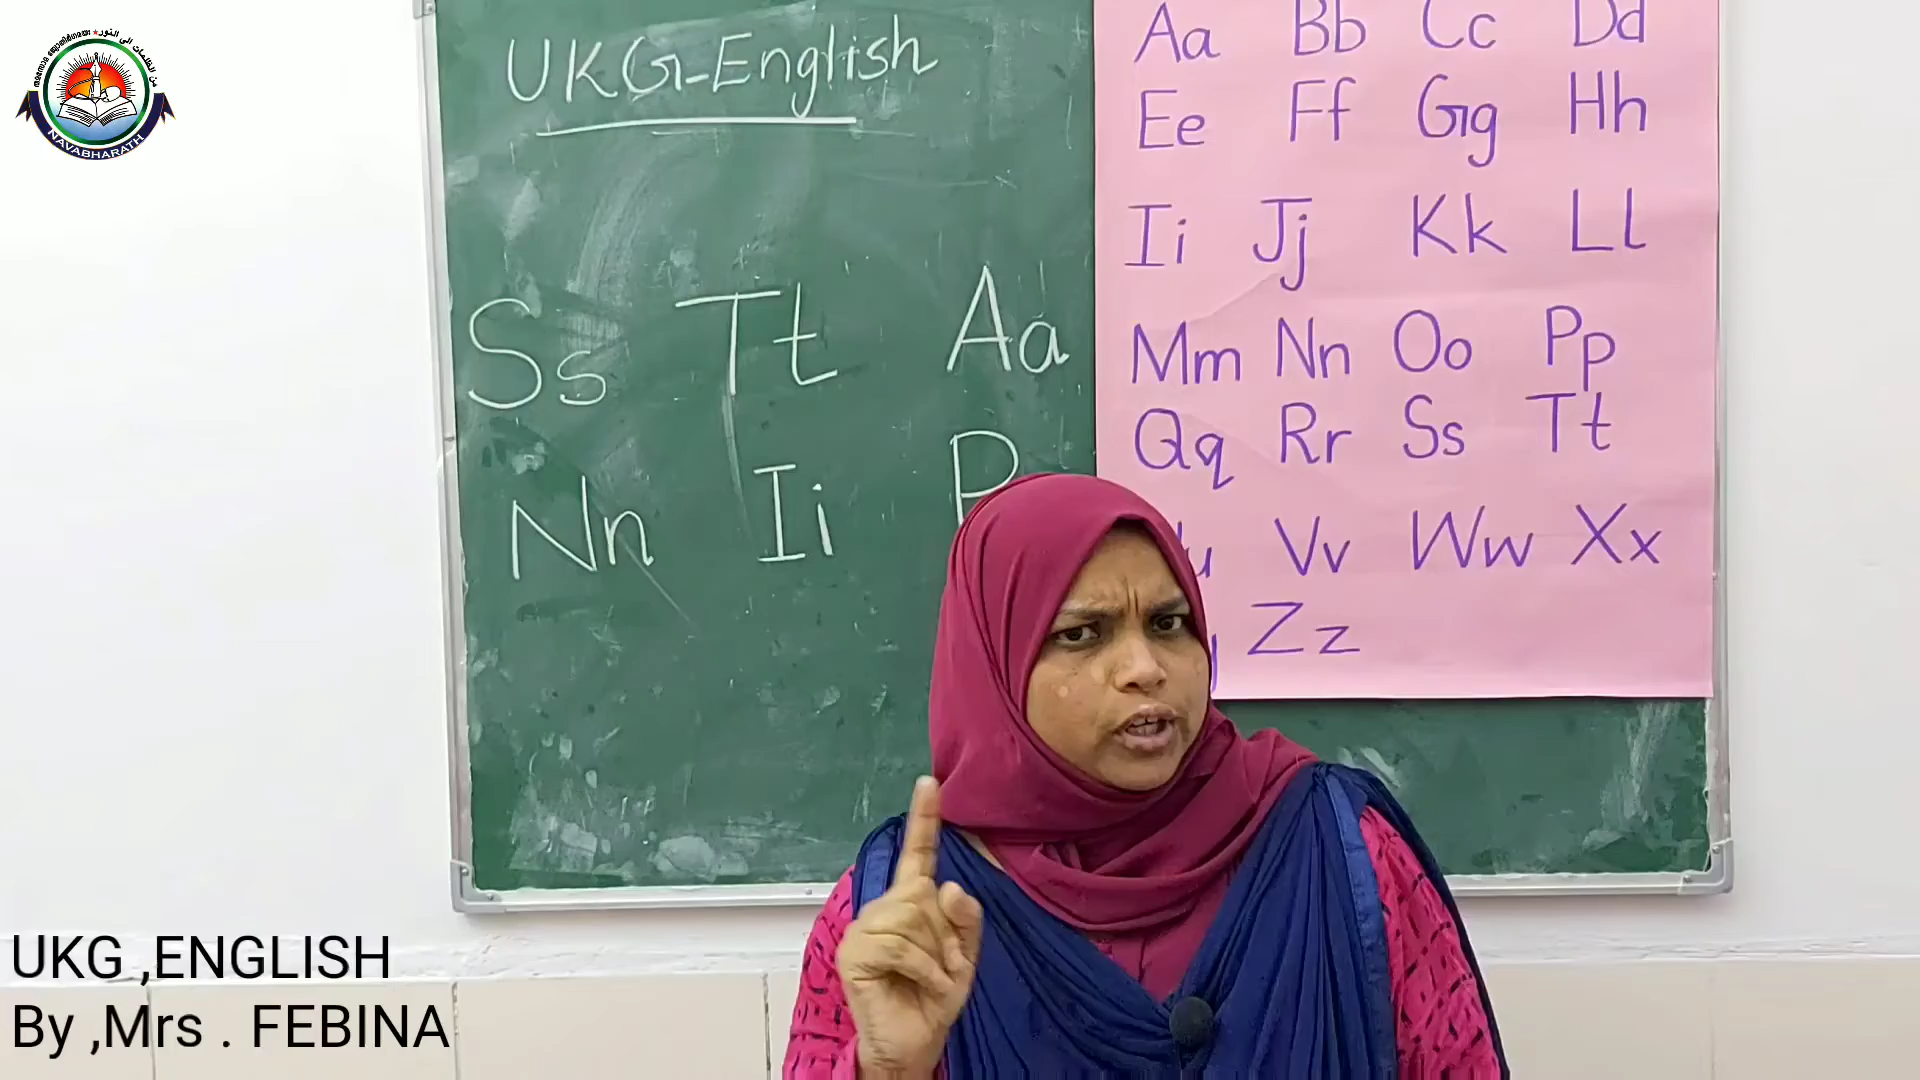 NAVABHARATH
UKG-English
Ss Tt Aa
Nn Ii P
Aa Bb Cc Dd
Ee Ff Gg Hh
Ii Jj Kk Ll
Mm Nn Oo Pp
Qq Rr Ss Tt
u Vv Ww Xx
y Zz
UKG ,ENGLISH
By ,Mrs . FEBINA